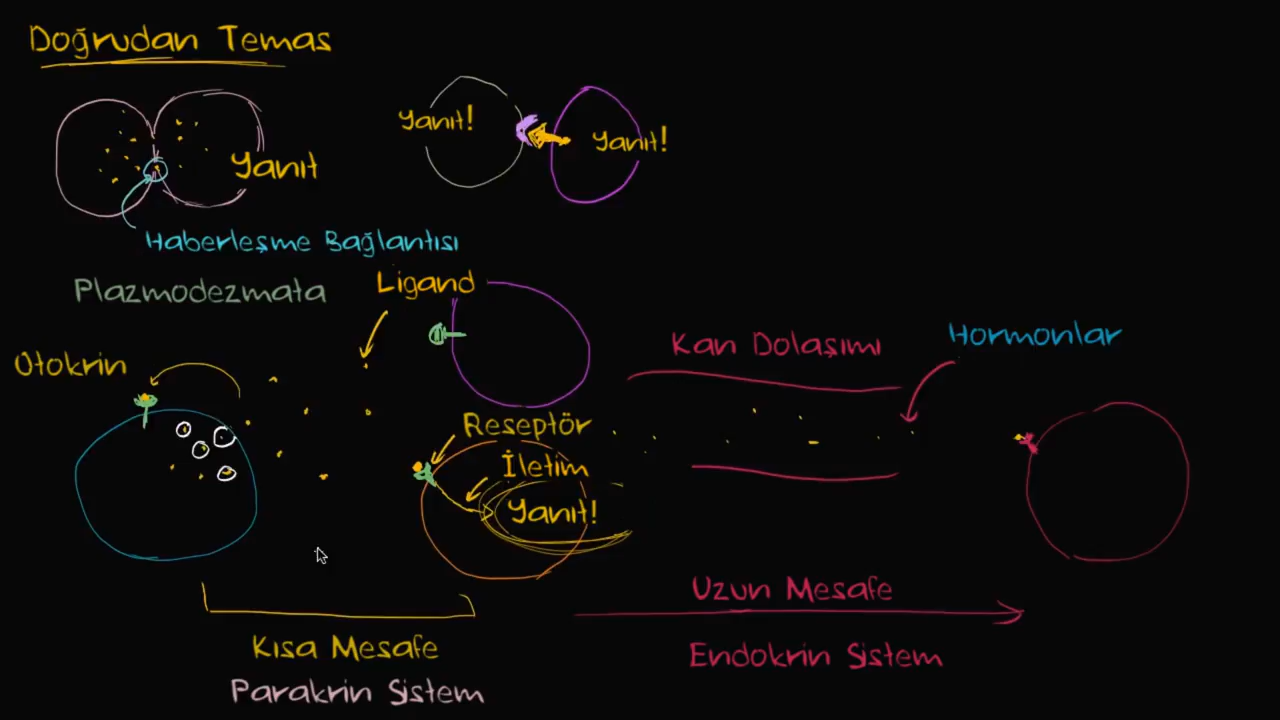 Doğrudan Temas
Yanıt!
Yanıt!
Yanıt
Haberleşme Bağlantısı
Plazmodezmata
Ligand
Otokrin
Kan Dolaşımı
Hormonlar
Reseptör
İletim
Yanıt!
Uzun Mesafe
Kısa Mesafe
Endokrin Sistem
Parakrin Sistem